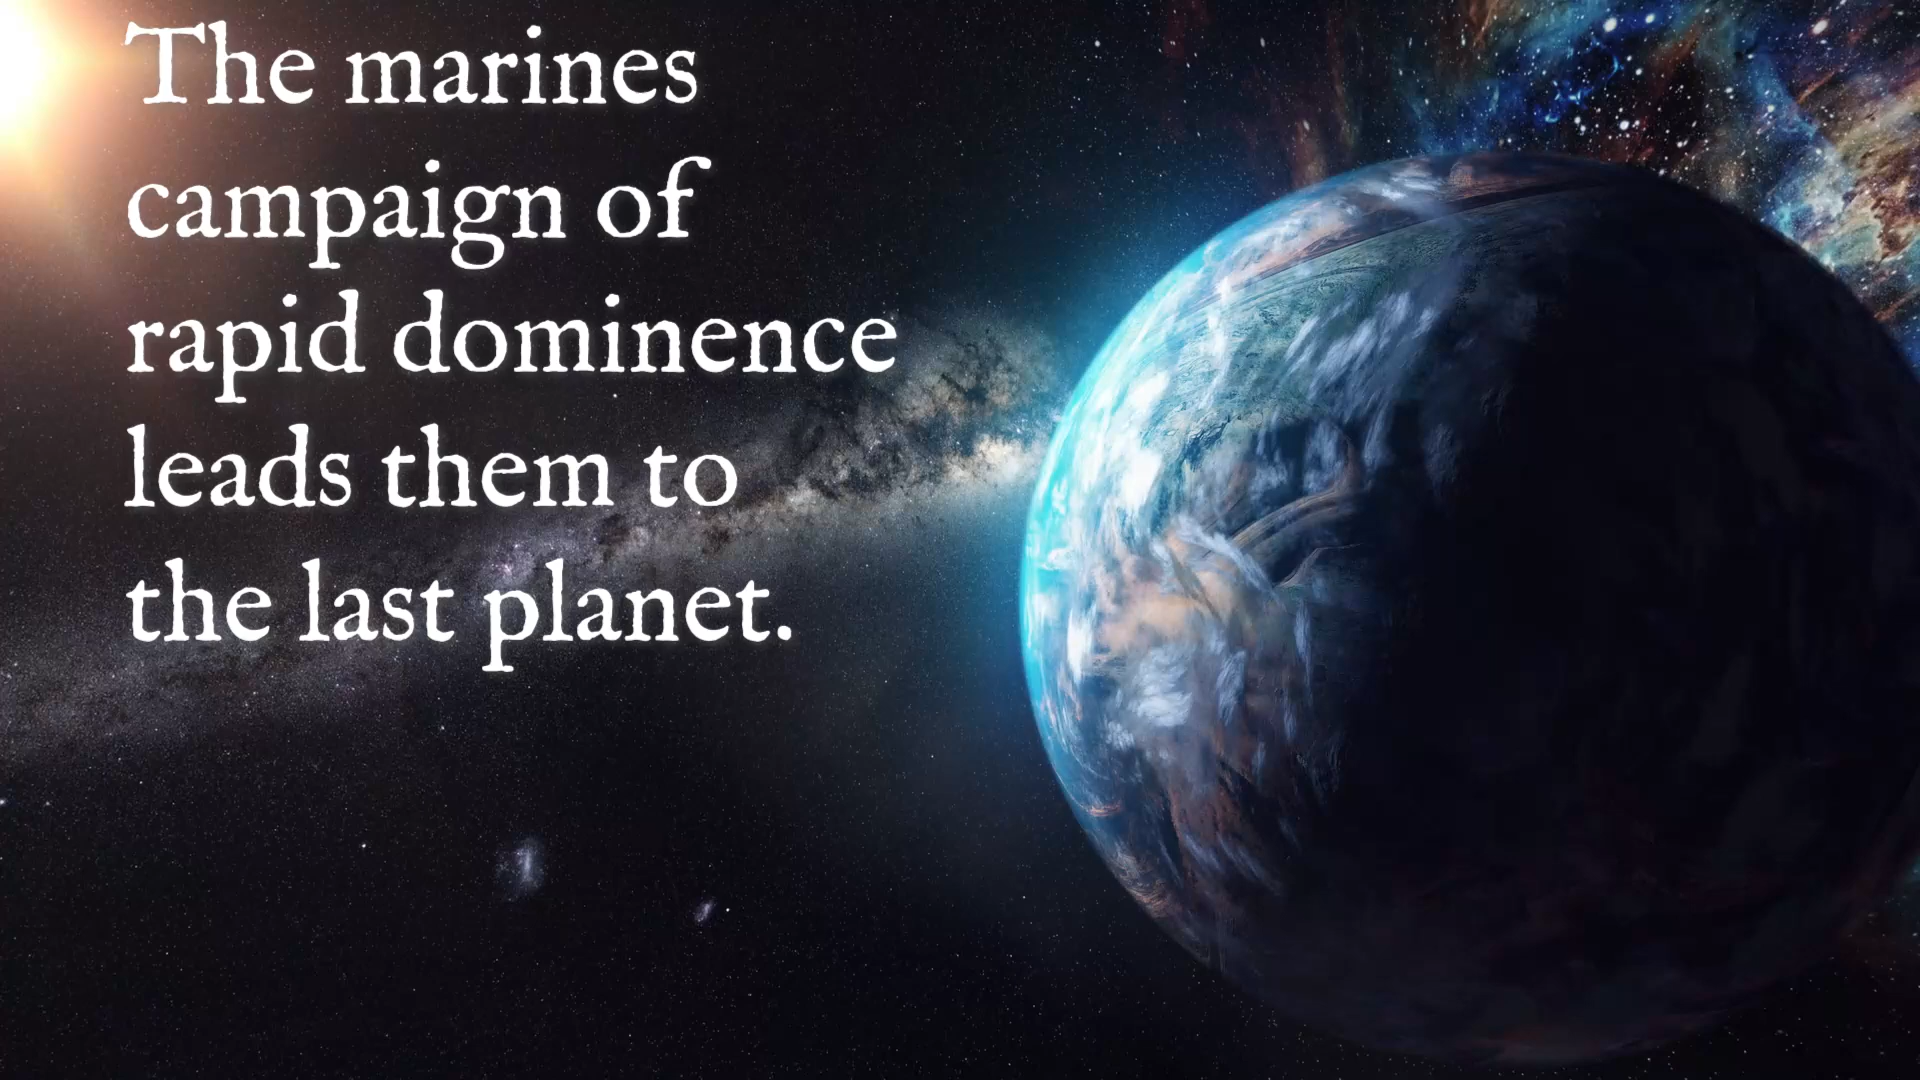 The marines
campaign of
rapid dominence
leads them to
the last planet.